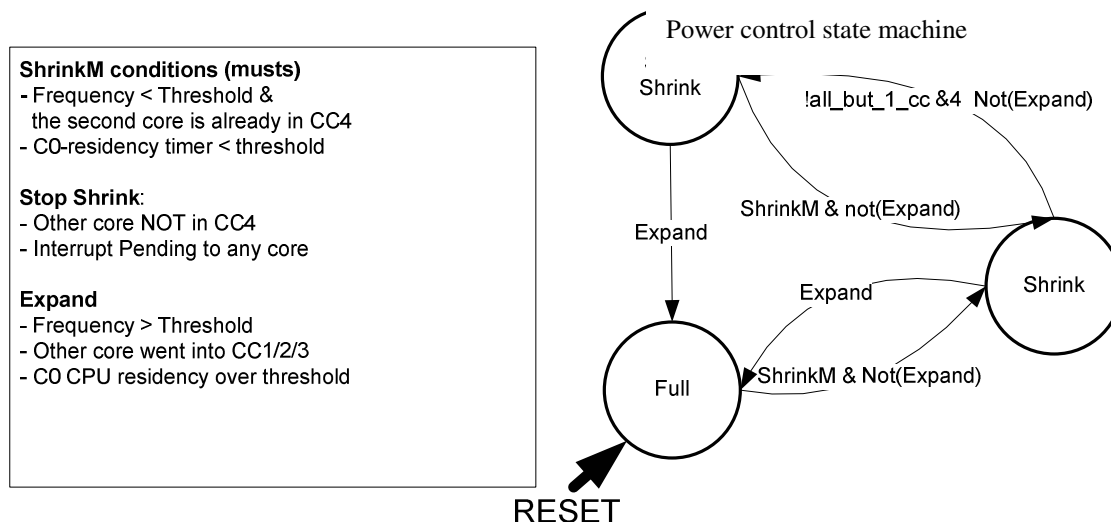 ShrinkM conditions (musts)
- Frequency < Threshold &
the second core is already in CC4
- C0-residency timer < threshold
Stop Shrink:
- Other core NOT in CC4
- Interrupt Pending to any core
Expand
- Frequency > Threshold
- Other core went into CC1/2/3
- C0 CPU residency over threshold
Power control state machine
Shrink
!all_but_1_cc &4 Not(Expand)
ShrinkM & not(Expand)
Expand
Shrink
Expand
ShrinkM & Not(Expand)
Full
RESET